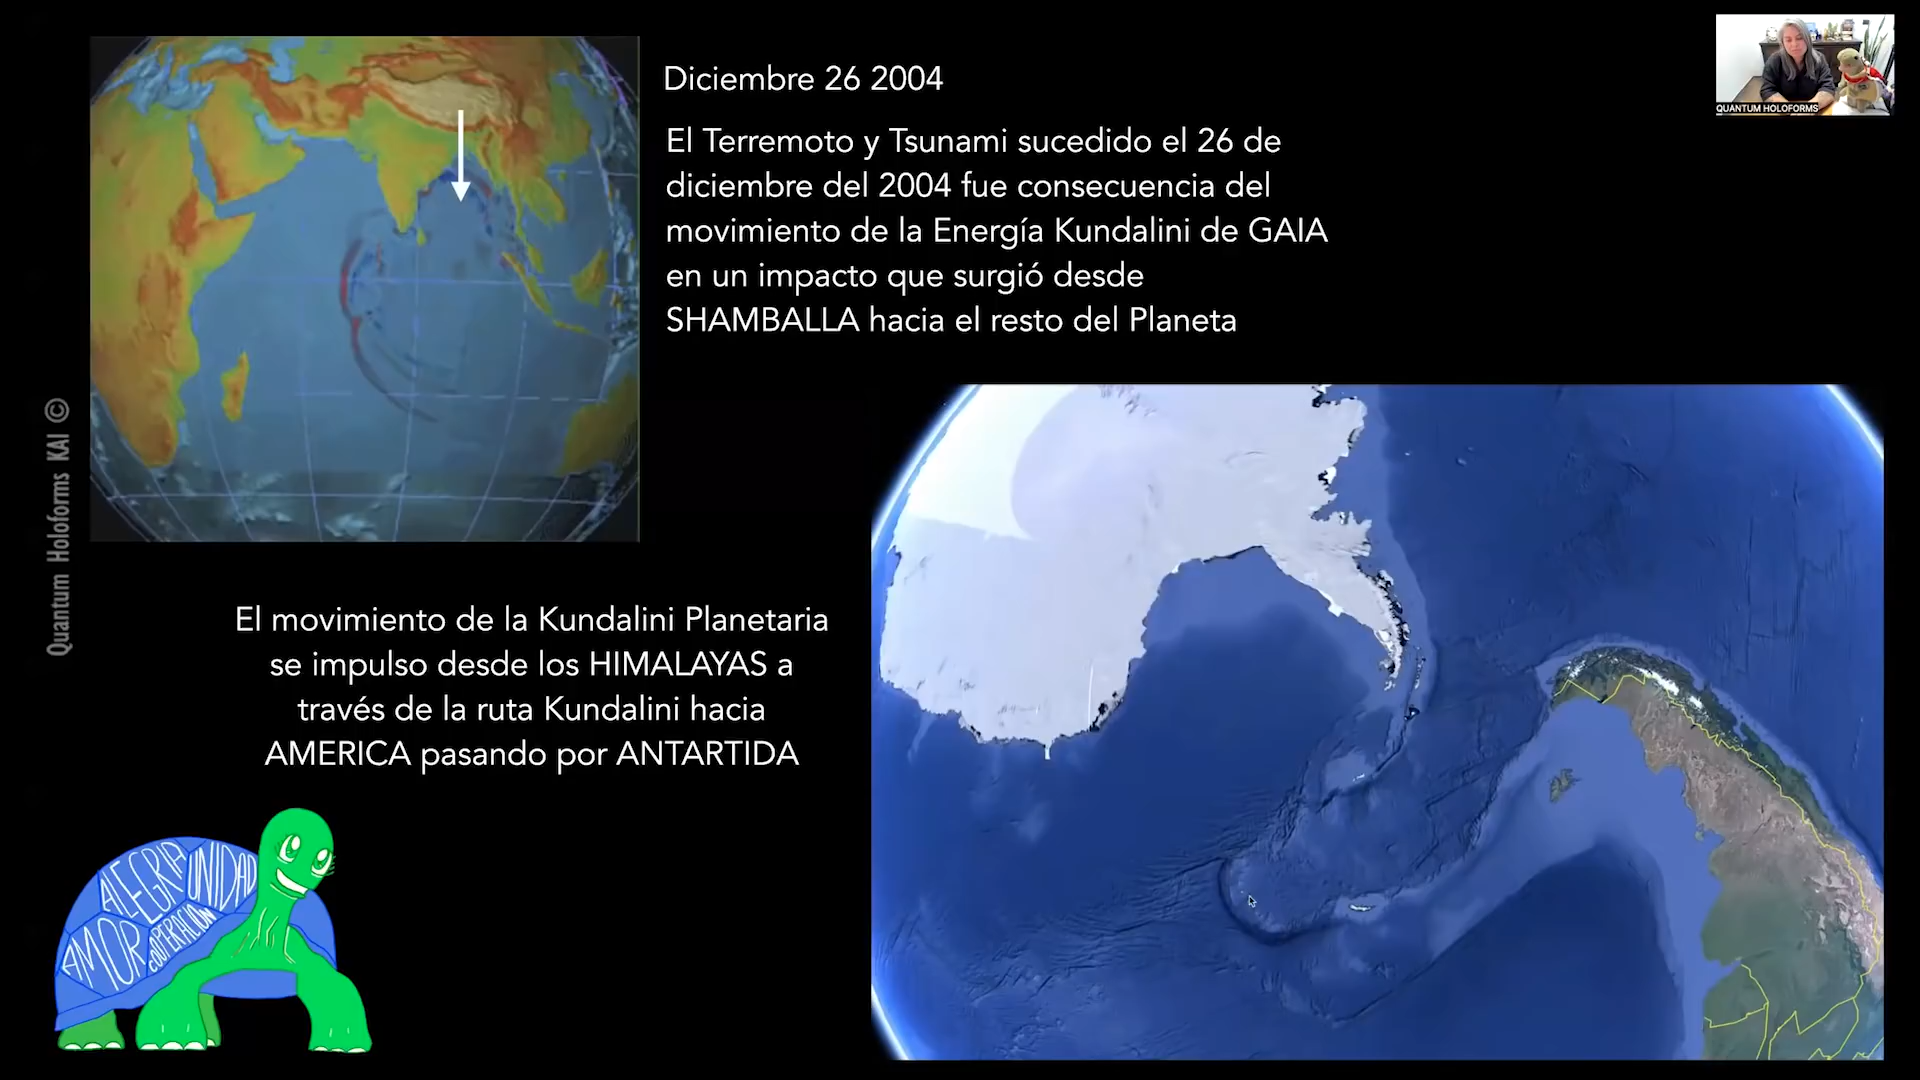 Diciembre 26 2004
El Terremoto y Tsunami sucedido el 26 de
diciembre del 2004 fue consecuencia del
movimiento de la Energía Kundalini de GAIA
en un impacto que surgió desde
SHAMBALLA hacia el resto del Planeta
QUANTUM HOLOFORMS
Quantum Holoforms KAI ©
El movimiento de la Kundalini Planetaria
se impulso desde los HIMALAYAS a
través de la ruta Kundalini hacia
AMERICA pasando por ANTARTIDA
ALEGRIA
UNIDAD
AMOR
COOPERACION